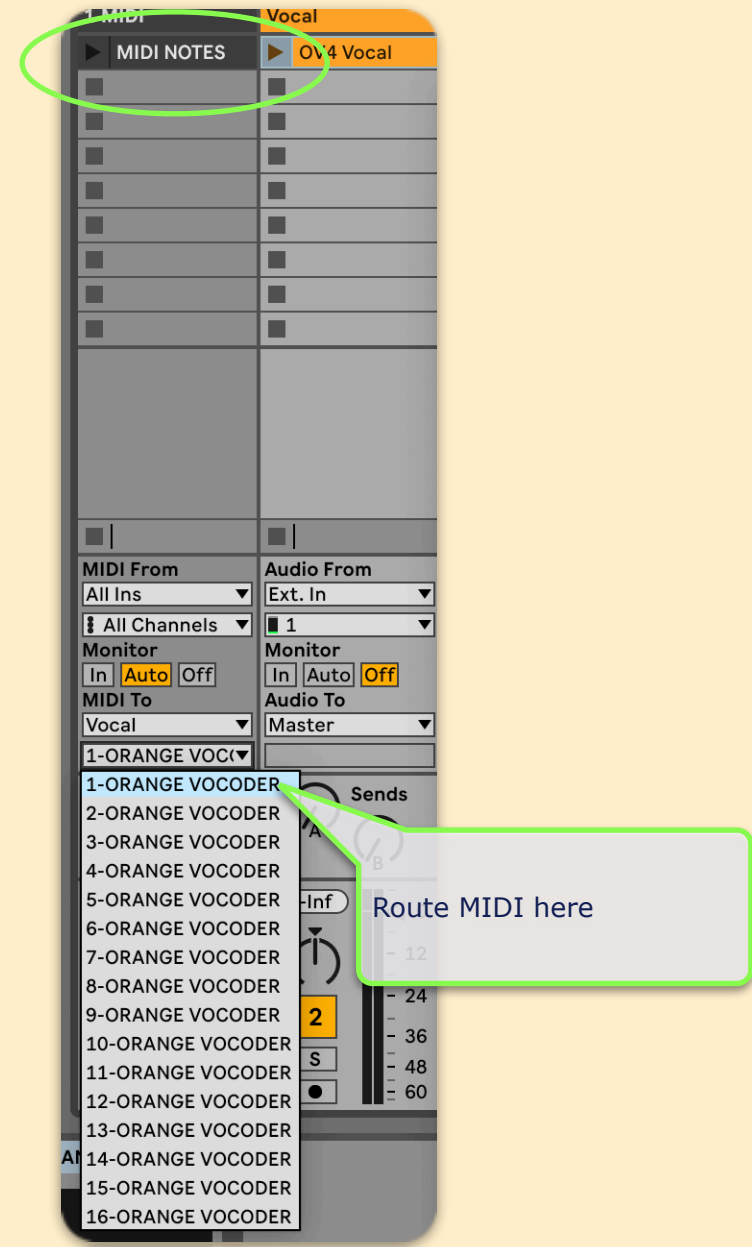 1 MIDI
Vocal
MIDI NOTES
OV4 Vocal
MIDI From
Audio From
All Ins
Ext. In
All Channels
1
Monitor
Monitor
In Auto Off
In Auto Off
MIDI To
Audio To
Vocal
Master
1-ORANGE VOC
1-ORANGE VOCODER
Sends
2-ORANGE VOCODER
A
3-ORANGE VOCODER
B
4-ORANGE VOCODER
5-ORANGE VOCODER
-Inf
Route MIDI here
6-ORANGE VOCODER
7-ORANGE VOCODER
12
8-ORANGE VOCODER
24
9-ORANGE VOCODER
2
36
10-ORANGE VOCODER
S
48
11-ORANGE VOCODER
60
12-ORANGE VOCODER
13-ORANGE VOCODER
14-ORANGE VOCODER
15-ORANGE VOCODER
16-ORANGE VOCODER